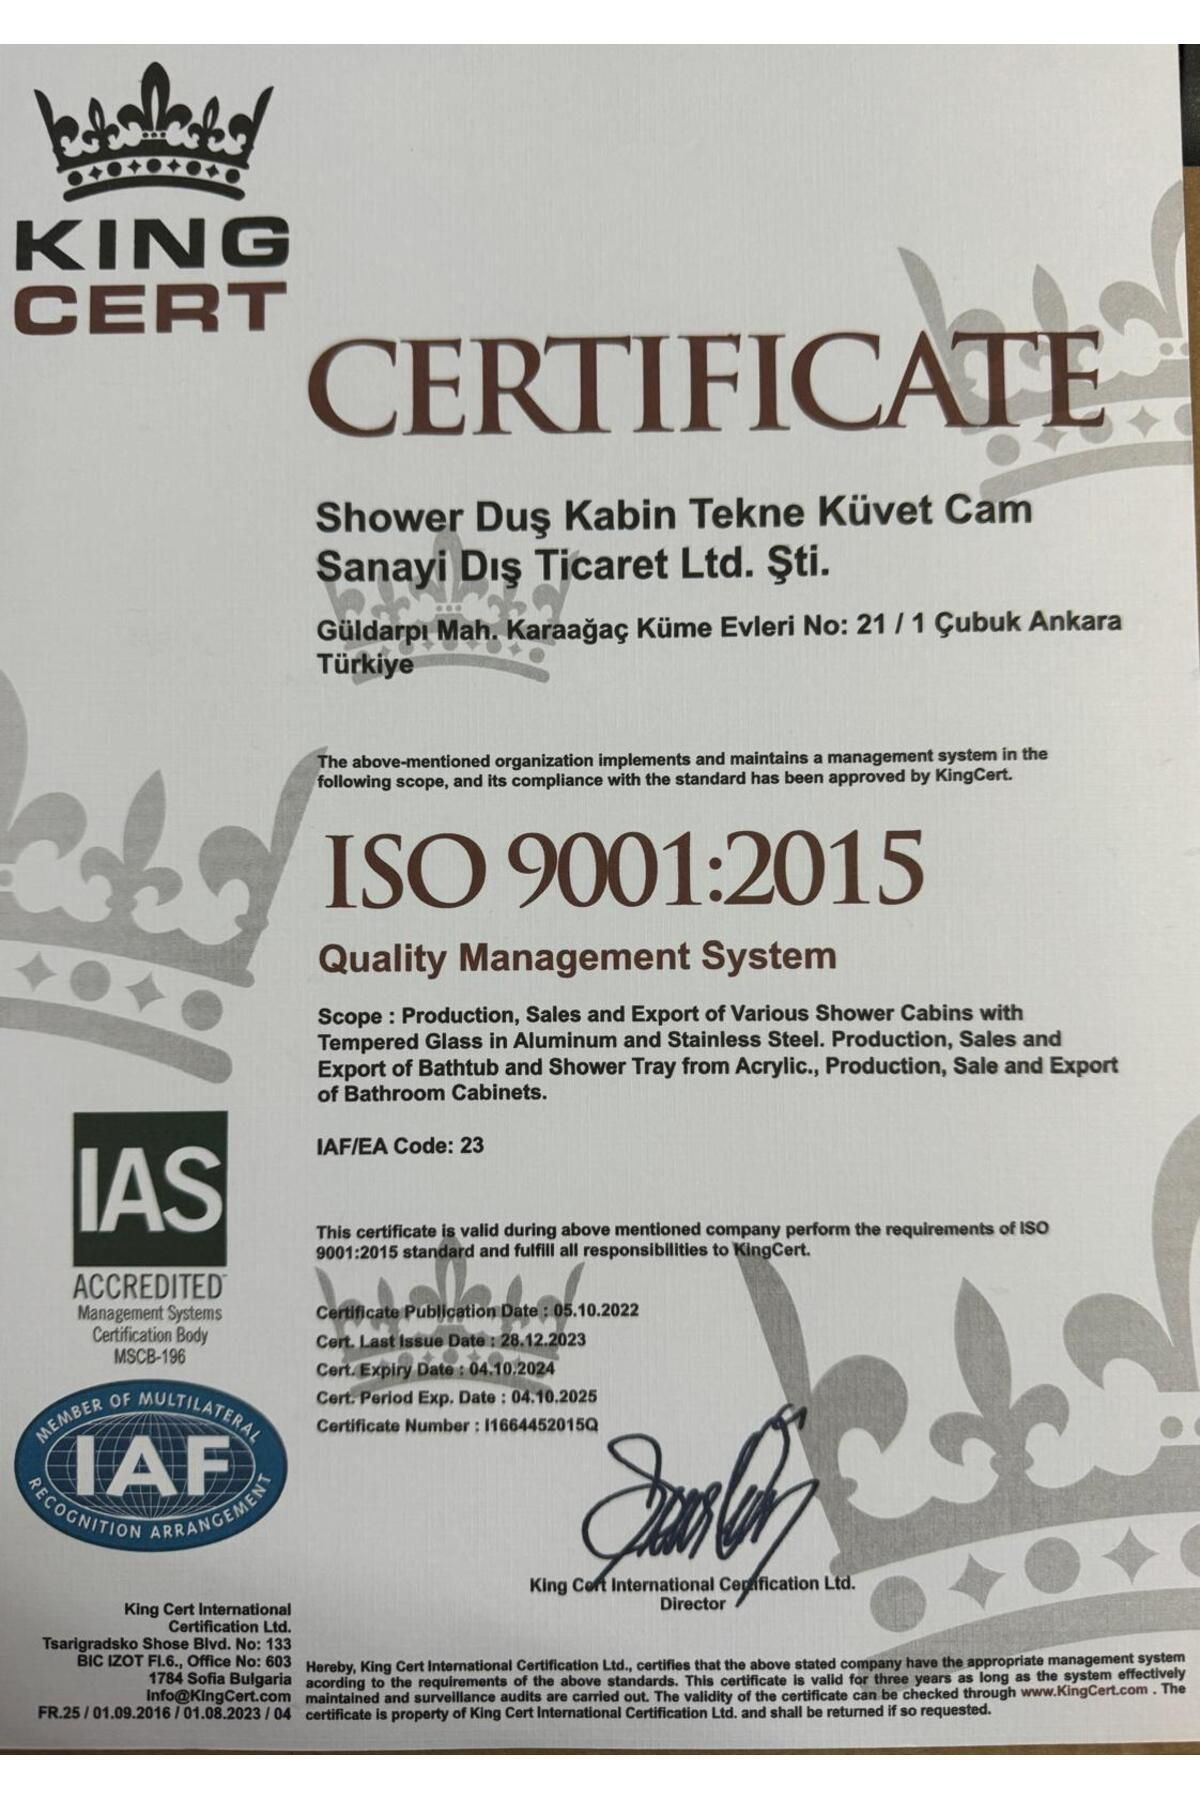 KING
CERT
CERTIFICATE
Shower Duş Kabin Tekne Küvet Cam
Sanayi Dış Ticaret Ltd. Şti.
Güldarpı Mah. Karaağaç Küme Evleri No: 21 / 1 Çubuk Ankara
Türkiye
The above-mentioned organization implements and maintains a management system in the
following scope, and its compliance with the standard has been approved by KingCert.
ISO 9001:2015
Quality Management System
Scope : Production, Sales and Export of Various Shower Cabins with
Tempered Glass in Aluminum and Stainless Steel. Production, Sales and
Export of Bathtub and Shower Tray from Acrylic., Production, Sale and Export
of Bathroom Cabinets.
IAF/EA Code: 23
This certificate is valid during above mentioned company perform the requirements of ISO
9001:2015 standard and fulfill all responsibilities to KingCert.
Certificate Publication Date : 05.10.2022
Cert. Last Issue Date : 28.12.2023
Cert. Expiry Date : 04.10.2024
Cert. Period Exp. Date : 04.10.2025
Certificate Number : I1664452015Q
IAS
ACCREDITED™
Management Systems
Certification Body
MSCB-196
MEMBER OF MULTILATERAL
IAF
RECOGNITION ARRANGEMENT
King Cert International Certification Ltd.
Director
King Cert International
Certification Ltd.
Tsarigradsko Shose Blvd. No: 133
BIC IZOT Fl.6., Office No: 603
1784 Sofia Bulgaria
Info@KingCert.com
FR.25 / 01.09.2016 / 01.08.2023 / 04
Hereby, King Cert International Certification Ltd., certifies that the above stated company have the appropriate management system
acording to the requirements of the above standards. This certificate is valid for three years as long as the system effectively
maintained and surveillance audits are carried out. The validity of the certificate can be checked through www.KingCert.com . The
certificate is property of King Cert International Certification Ltd. and shall be returned if so requested.